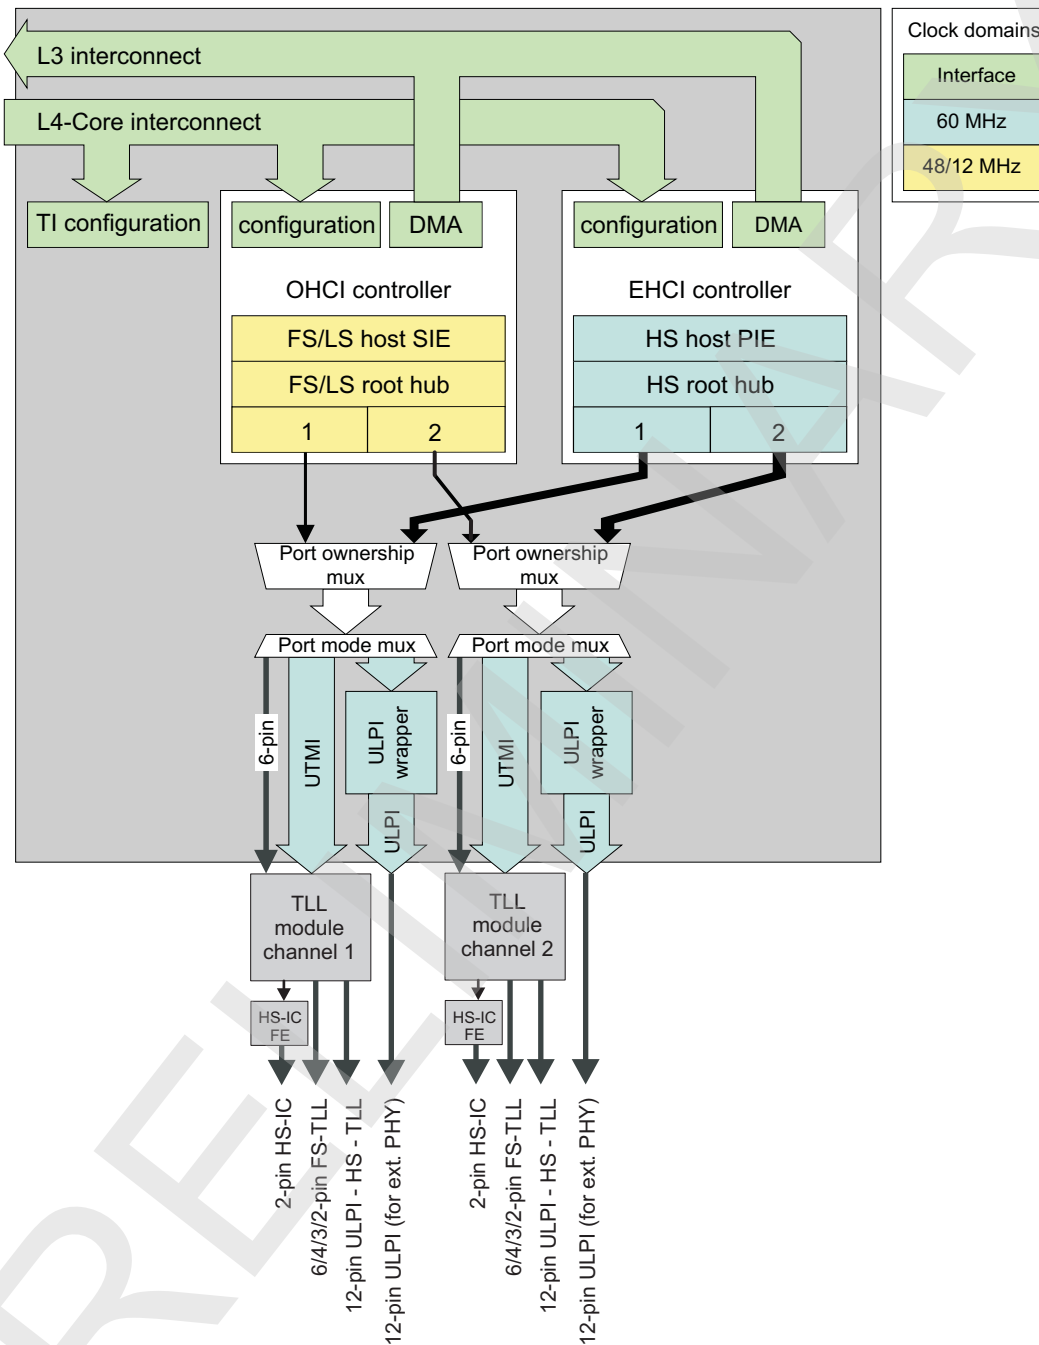 Clock domains
Interface
60 MHz
48/12 MHz
L3 interconnect
L4-Core interconnect
TI configuration
configuration
DMA
configuration
DMA
OHCI controller
EHCI controller
FS/LS host SIE
HS host PIE
FS/LS root hub
HS root hub
1
2
1
2
Port ownership
mux
Port ownership
mux
Port mode mux
Port mode mux
6-pin
UTMI
ULPI
wrapper
ULPI
6-pin
UTMI
ULPI
wrapper
ULPI
TLL
module
channel 1
TLL
module
channel 2
HS-IC
FE
HS-IC
FE
2-pin HS-IC
6/4/3/2-pin FS-TLL
12-pin ULPI - HS - TLL
12-pin ULPI (for ext. PHY)
2-pin HS-IC
6/4/3/2-pin FS-TLL
12-pin ULPI - HS - TLL
12-pin ULPI (for ext. PHY)
RELIMINAR